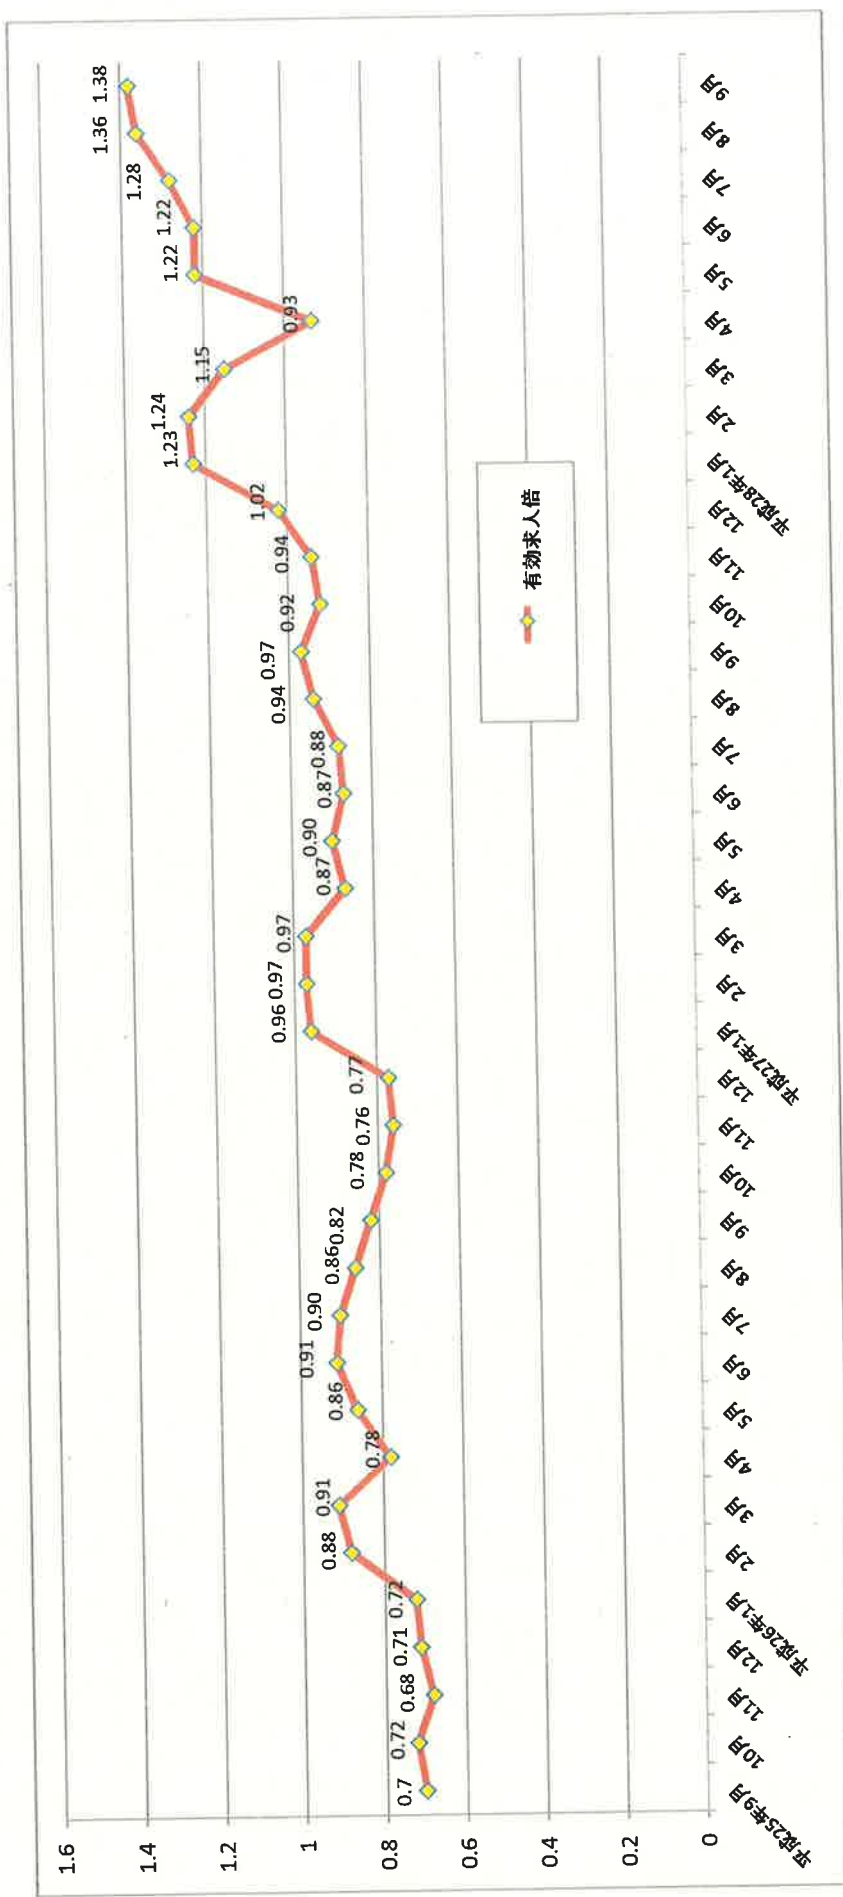 1.6
1.4
1.2
1
0.8
0.6
0.4
0.2
0
0.7
0.72
0.68
0.71
0.72
0.88
0.91
0.78
0.86
0.91
0.90
0.86
0.82
0.78
0.76
0.77
0.96
0.97
0.97
0.87
0.90
0.87
0.88
0.94
0.97
0.92
0.94
1.02
1.23
1.24
1.15
0.93
1.22
1.22
1.28
1.36
1.38
有効求人倍
平成25年9月
10月
11月
12月
平成26年1月
2月
3月
4月
5月
6月
7月
8月
9月
10月
11月
12月
平成27年1月
2月
3月
4月
5月
6月
7月
8月
9月
10月
11月
12月
平成28年1月
2月
3月
4月
5月
6月
7月
8月
9月